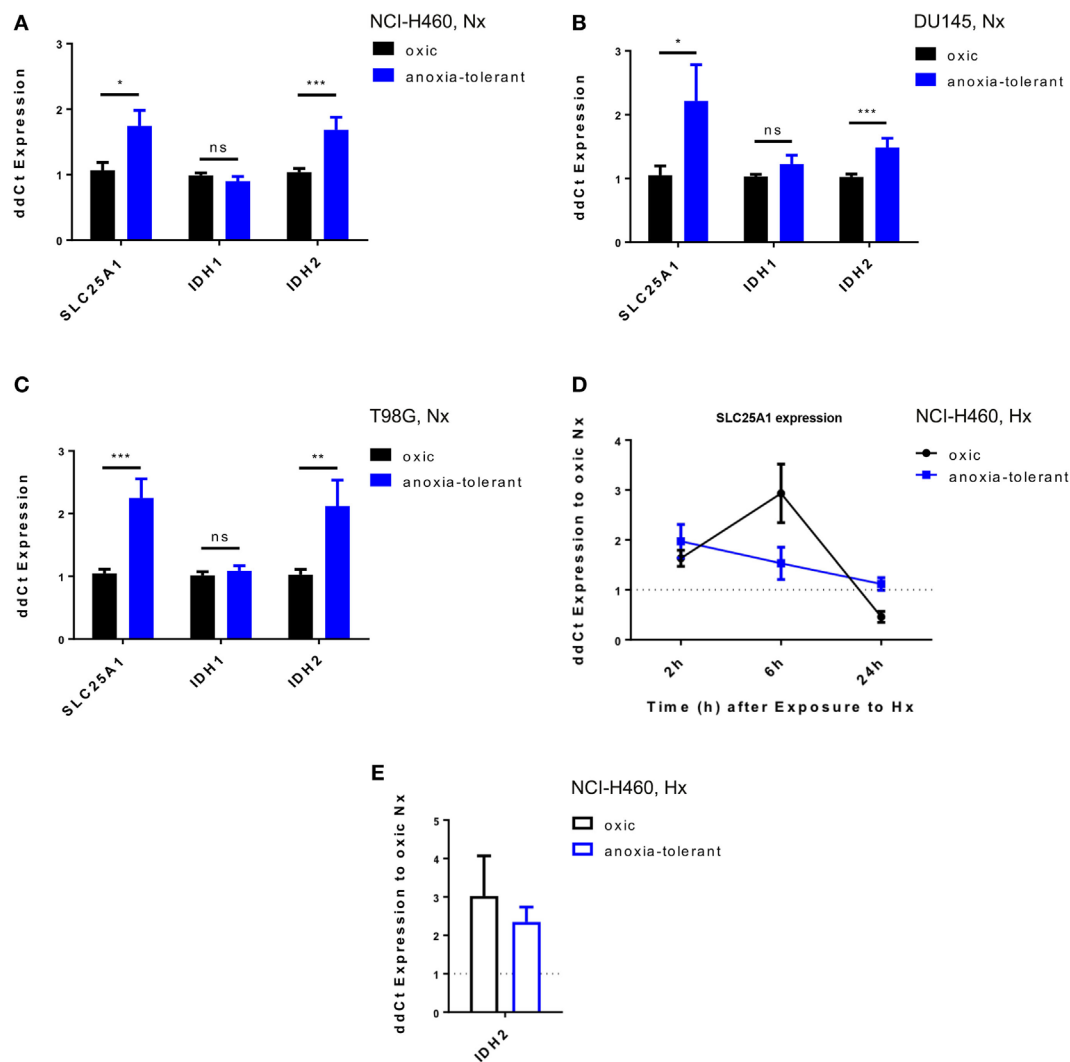 A
NCI-H460, Nx
oxic
anoxia-tolerant
ddCt Expression
3
2
1
0
*
ns
***
SLC25A1
IDH1
IDH2
B
DU145, Nx
oxic
anoxia-tolerant
ddCt Expression
3
2
1
0
*
ns
***
SLC25A1
IDH1
IDH2
C
T98G, Nx
oxic
anoxia-tolerant
ddCt Expression
3
2
1
0
***
ns
**
SLC25A1
IDH1
IDH2
D
SLC25A1 expression
NCI-H460, Hx
oxic
anoxia-tolerant
ddCt Expression to oxic Nx
4
3
2
1
0
2h
6h
24h
Time (h) after Exposure to Hx
E
NCI-H460, Hx
oxic
anoxia-tolerant
ddCt Expression to oxic Nx
5
4
3
2
1
0
IDH2